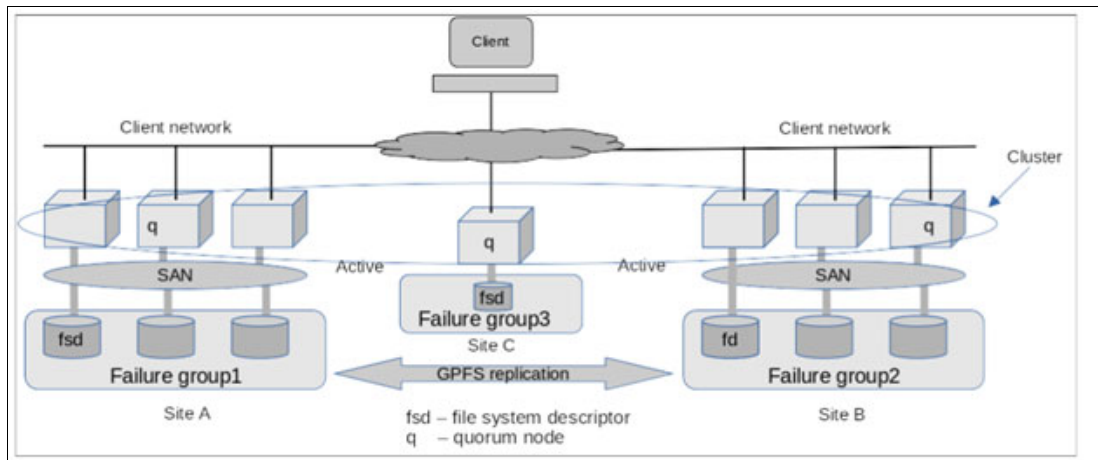 Client
Client network
Client network
Cluster
q
q
q
Active
Active
SAN
SAN
fsd
fsd
fd
Failure group1
Failure group3
Failure group2
Site C
GPFS replication
Site A
Site B
fsd – file system descriptor
q – quorum node